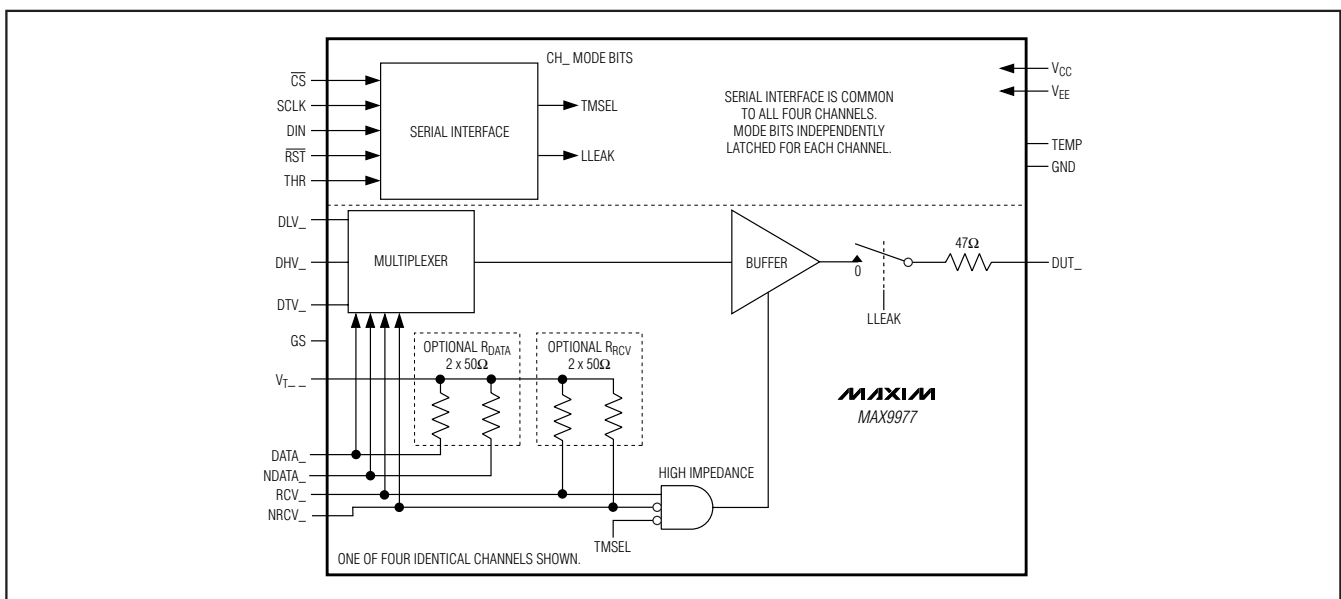 CH_ MODE BITS
C̅S̅
SCLK
DIN
R̅S̅T̅
THR
SERIAL INTERFACE
TMSEL
LLEAK
SERIAL INTERFACE IS COMMON
TO ALL FOUR CHANNELS.
MODE BITS INDEPENDENTLY
LATCHED FOR EACH CHANNEL.
VCC
VEE
TEMP
GND
DLV_
DHV_
DTV_
GS
VT_ _
MULTIPLEXER
BUFFER
0
LLEAK
47Ω
DUT_
OPTIONAL RDATA
2 x 50Ω
OPTIONAL RRCV
2 x 50Ω
MAXIM
MAX9977
DATA_
NDATA_
RCV_
NRCV_
HIGH IMPEDANCE
TMSEL
ONE OF FOUR IDENTICAL CHANNELS SHOWN.